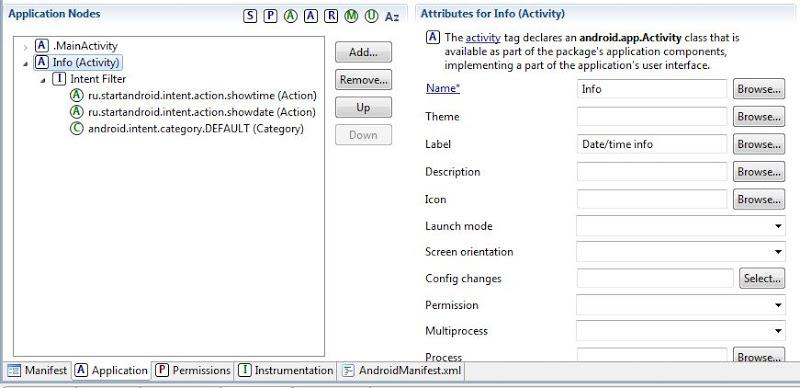 Application Nodes
S P A A R M U Az
A .MainActivity
A Info (Activity)
I Intent Filter
A ru.startandroid.intent.action.showtime (Action)
A ru.startandroid.intent.action.showdate (Action)
C android.intent.category.DEFAULT (Category)
Add...
Remove...
Up
Down
Attributes for Info (Activity)
A The activity tag declares an android.app.Activity class that is
available as part of the package's application components,
implementing a part of the application's user interface.
Name* Info Browse...
Theme Browse...
Label Date/time info Browse...
Description Browse...
Icon Browse...
Launch mode
Screen orientation
Config changes Select...
Permission
Multiprocess
Process Browse...
Manifest A Application P Permissions I Instrumentation AndroidManifest.xml